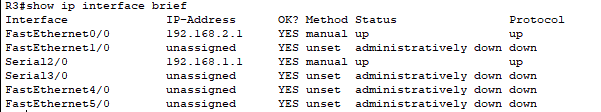 R3#show ip interface brief
Interface IP-Address OK? Method Status Protocol
FastEthernet0/0 192.168.2.1 YES manual up up
FastEthernet1/0 unassigned YES unset administratively down down
Serial2/0 192.168.1.1 YES manual up up
Serial3/0 unassigned YES unset administratively down down
FastEthernet4/0 unassigned YES unset administratively down down
FastEthernet5/0 unassigned YES unset administratively down down